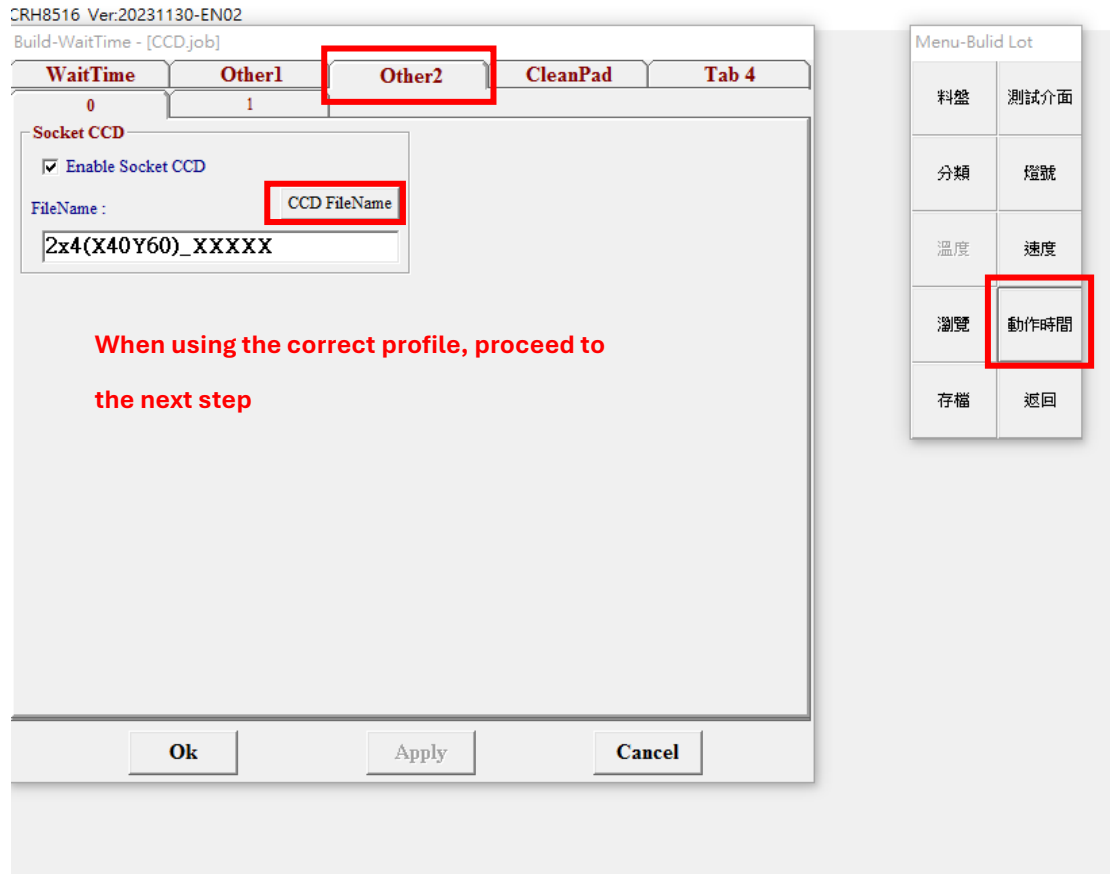 CRH8516 Ver:20231130-EN02
Build-WaitTime - [CCD.job]
WaitTime Other1 Other2 CleanPad Tab 4
0 1
Socket CCD
Enable Socket CCD
FileName :
CCD FileName
2x4(X40Y60)_XXXXX
When using the correct profile, proceed to
the next step
Ok Apply Cancel
Menu-Bulid Lot
料盤 測試介面
分類 燈號
溫度 速度
瀏覽 動作時間
存檔 返回